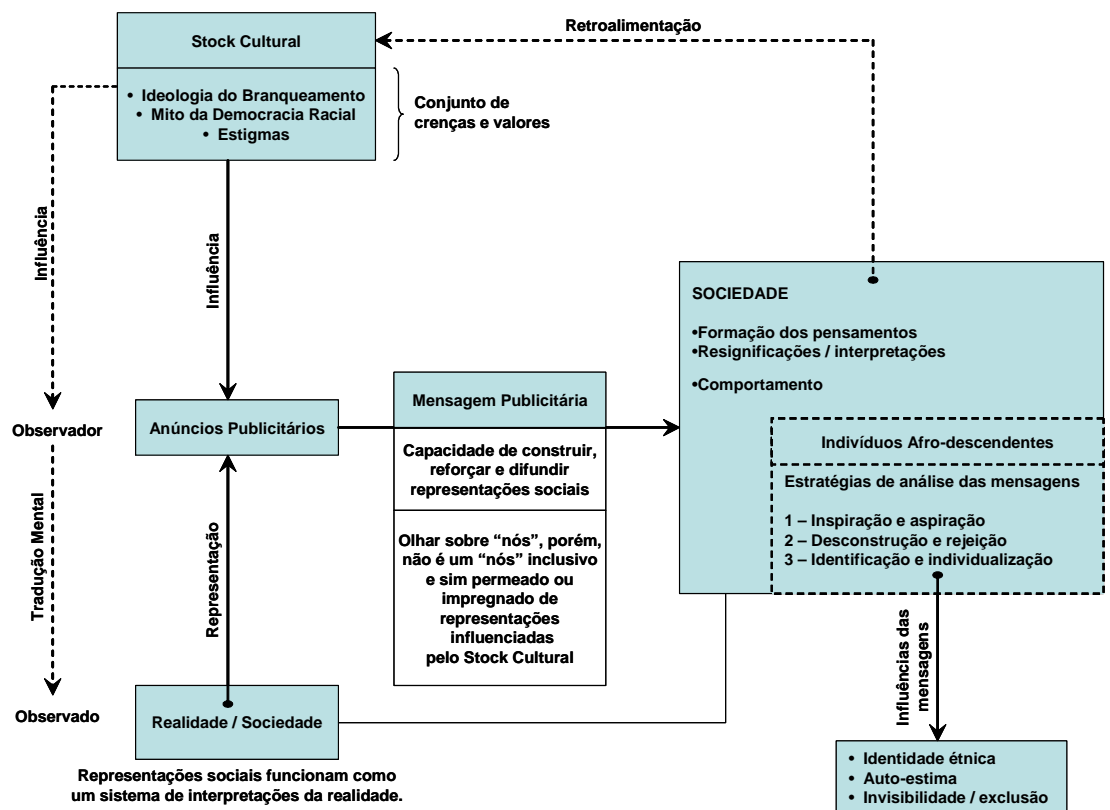 Retroalimentação
Stock Cultural
• Ideologia do Branqueamento
• Mito da Democracia Racial
• Estigmas
Conjunto de
crenças e valores
Influência
Influência
SOCIEDADE
•Formação dos pensamentos
•Resignificações / interpretações
•Comportamento
Observador
Anúncios Publicitários
Mensagem Publicitária
Capacidade de construir,
reforçar e difundir
representações sociais
Olhar sobre “nós”, porém,
não é um “nós” inclusivo
e sim permeado ou
impregnado de
representações
influenciadas
pelo Stock Cultural
Indivíduos Afro-descendentes
Estratégias de análise das mensagens
1 – Inspiração e aspiração
2 – Desconstrução e rejeição
3 – Identificação e individualização
Tradução Mental
Representação
Influências das
mensagens
Observado
Realidade / Sociedade
Representações sociais funcionam como
um sistema de interpretações da realidade.
• Identidade étnica
• Auto-estima
• Invisibilidade / exclusão